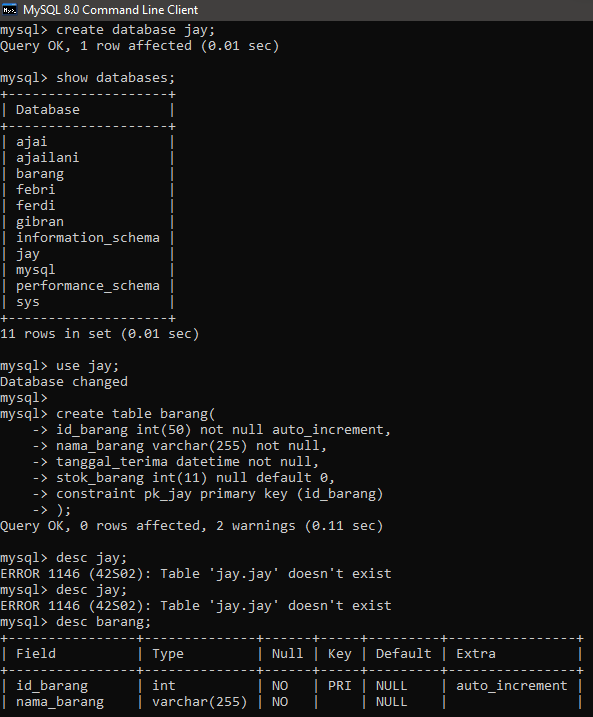 MySQL 8.0 Command Line Client
mysql> create database jay;
Query OK, 1 row affected (0.01 sec)
mysql> show databases;
+--------------------+
| Database           |
+--------------------+
| ajai               |
| ajailani           |
| barang             |
| febri              |
| ferdi              |
| gibran             |
| information_schema |
| jay                |
| mysql              |
| performance_schema |
| sys                |
+--------------------+
11 rows in set (0.01 sec)
mysql> use jay;
Database changed
mysql>
mysql> create table barang(
    -> id_barang int(50) not null auto_increment,
    -> nama_barang varchar(255) not null,
    -> tanggal_terima datetime not null,
    -> stok_barang int(11) null default 0,
    -> constraint pk_jay primary key (id_barang)
    -> );
Query OK, 0 rows affected, 2 warnings (0.11 sec)
mysql> desc jay;
ERROR 1146 (42S02): Table 'jay.jay' doesn't exist
mysql> desc jay;
ERROR 1146 (42S02): Table 'jay.jay' doesn't exist
mysql> desc barang;
+----------------+--------------+------+-----+---------+----------------+
| Field          | Type         | Null | Key | Default | Extra          |
+----------------+--------------+------+-----+---------+----------------+
| id_barang      | int          | NO   | PRI | NULL    | auto_increment |
| nama_barang    | varchar(255) | NO   |     | NULL    |                |